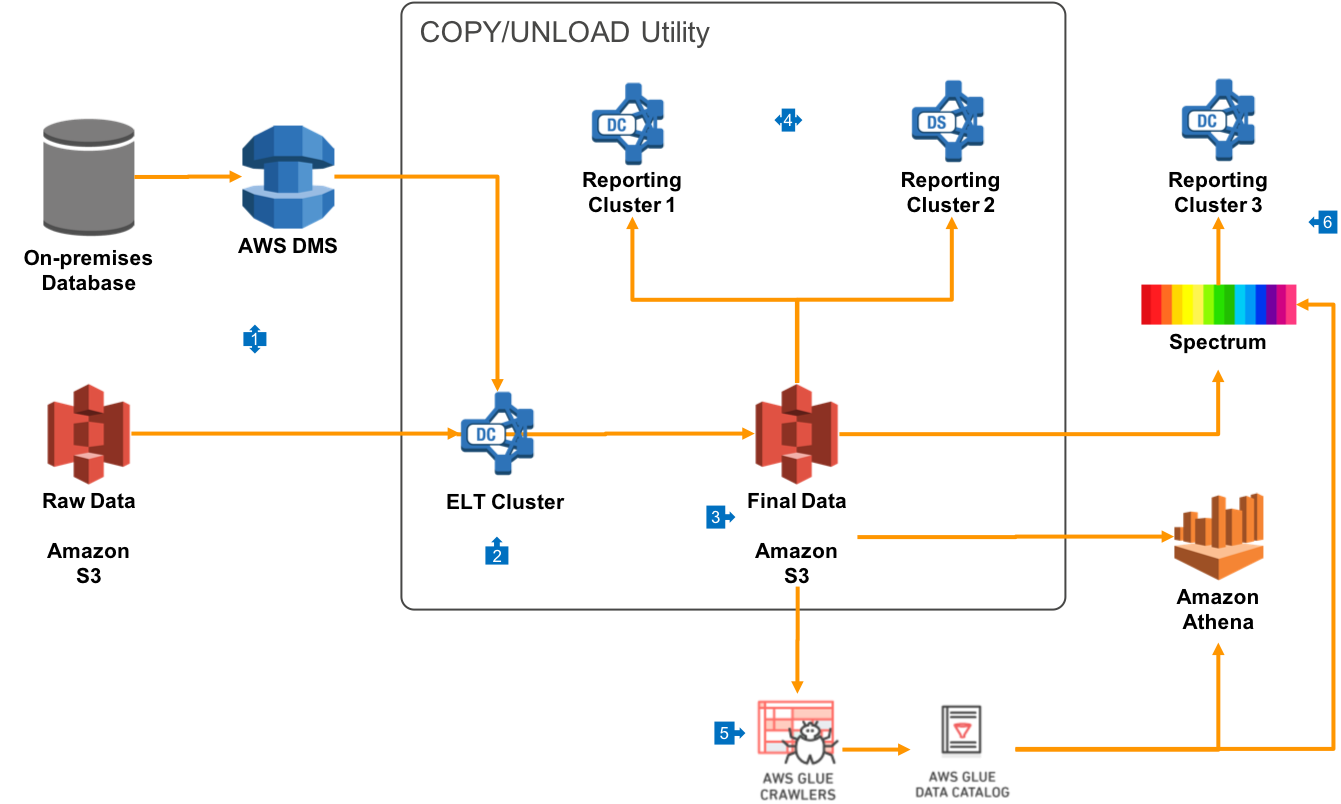 COPY/UNLOAD Utility
DC
4
DS
DC
Reporting
Cluster 1
Reporting
Cluster 2
Reporting
Cluster 3
6
On-premises
Database
AWS DMS
1
Spectrum
DC
Raw Data
Amazon
S3
ELT Cluster
2
Final Data
3
Amazon
S3
Amazon
Athena
5
AWS GLUE
CRAWLERS
AWS GLUE
DATA CATALOG